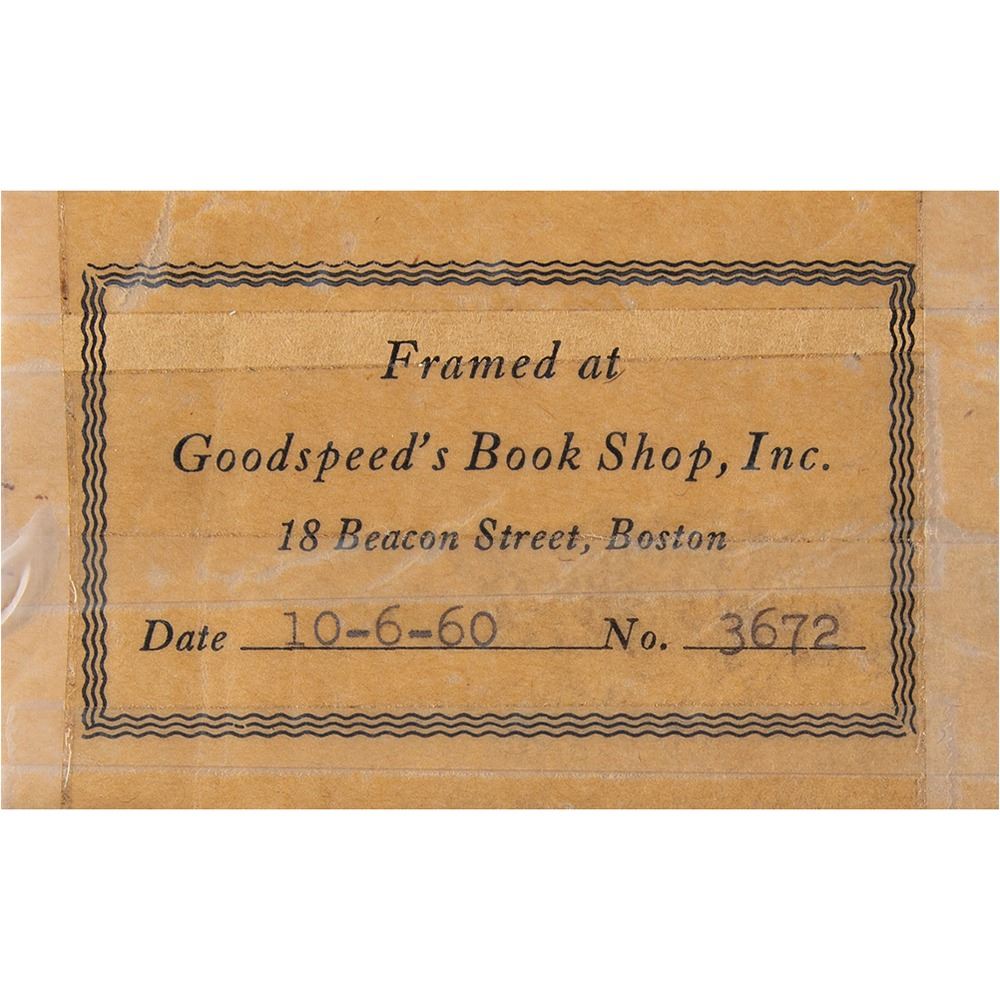 Framed at
Goodspeed's Book Shop, Inc.
18 Beacon Street, Boston
Date 10-6-60 No. 3672